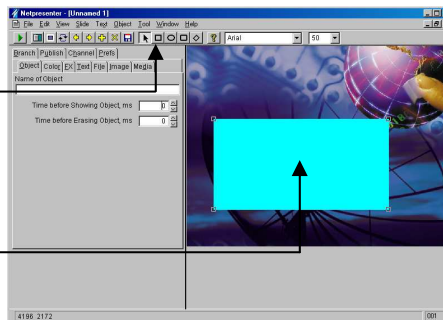 Netpresenter - [Unnamed 1]
File Edit View Slide Text Object Tool Window Help
Arial 50
Branch Publish Channel Prefs
Object Color FX Text File Image Media
Name of Object
Time before Showing Object, ms 0
Time before Erasing Object, ms 0
4196 2172 001